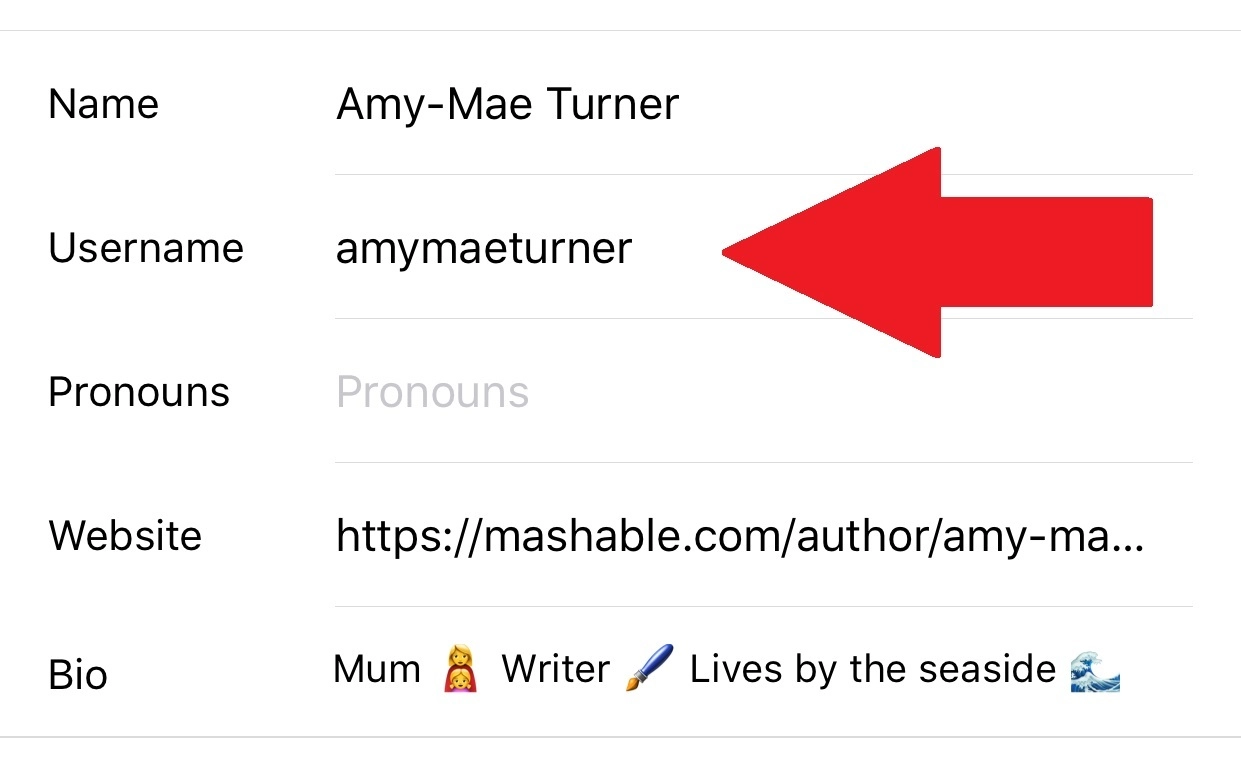 Name Amy-Mae Turner
Username amymaeturner
Pronouns Pronouns
Website https://mashable.com/author/amy-ma...
Bio Mum 👩‍👧 Writer 🖌️ Lives by the seaside 🌊